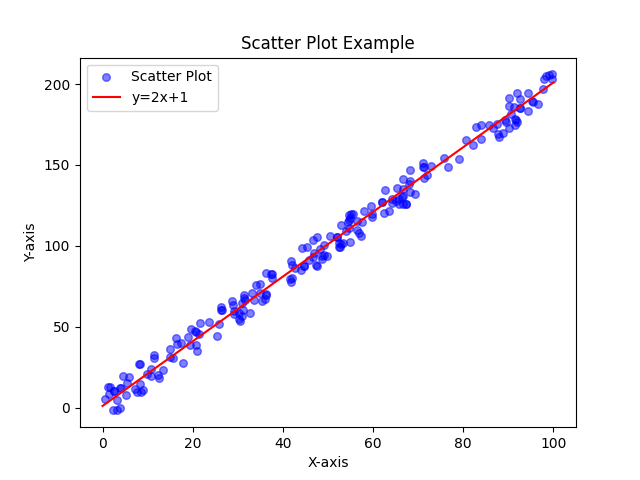 Scatter Plot Example
Scatter Plot
y=2x+1
200
150
100
50
0
Y-axis
0 20 40 60 80 100
X-axis